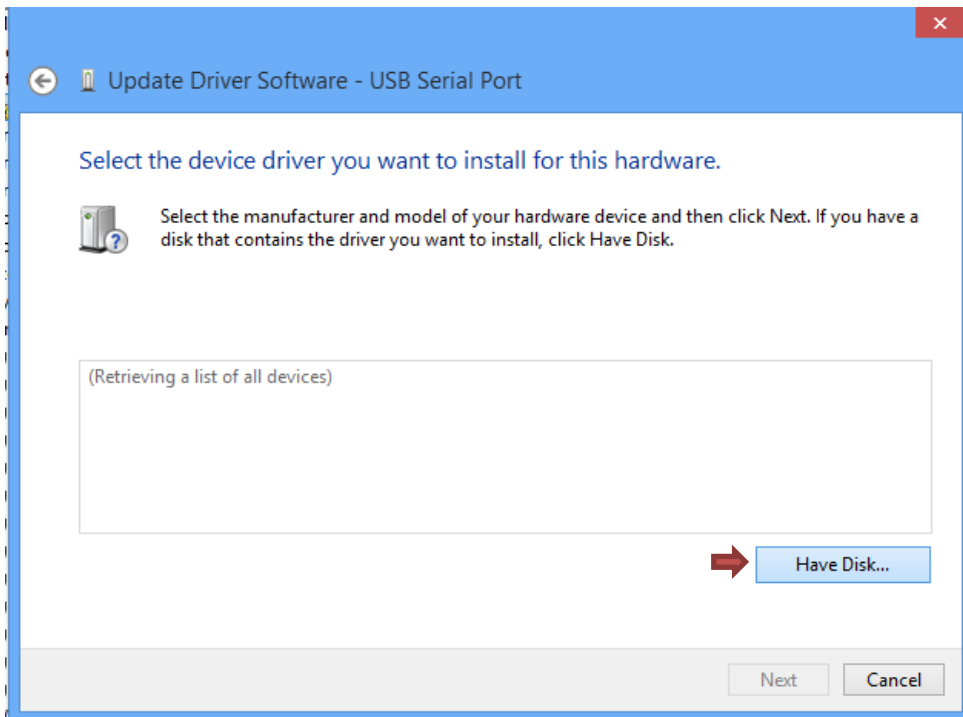 Update Driver Software - USB Serial Port
Select the device driver you want to install for this hardware.
Select the manufacturer and model of your hardware device and then click Next. If you have a
disk that contains the driver you want to install, click Have Disk.
(Retrieving a list of all devices)
Have Disk...
Next
Cancel